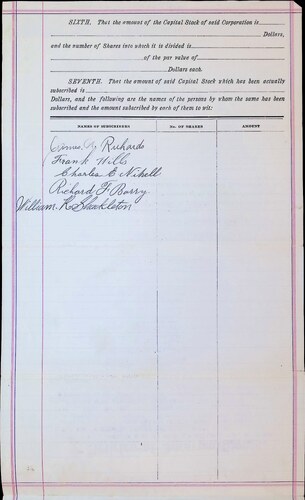 SIXTH. That the amount of the Capital Stock of said Corporation is
Dollars,
and the number of Shares into which it is divided is
of the par value of
Dollars each.
SEVENTH. That the amount of said Capital Stock which has been actually
subscribed is
Dollars, and the following are the names of the persons by whom the same has been
subscribed and the amount subscribed by each of them to wit:
NAMES OF SUBSCRIBERS No. OF SHARES AMOUNT
Richards
Frank Wells
Charles E Nikell
Richard F Barry
William. K Shackleton